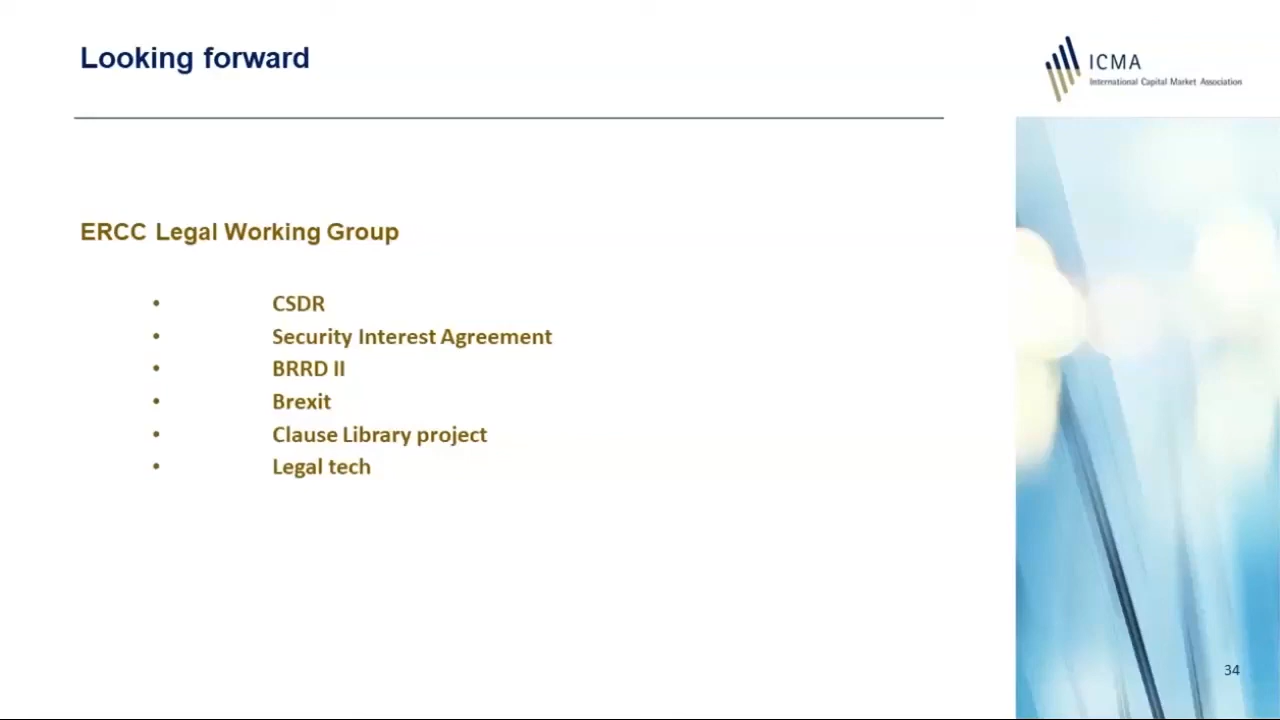 Looking forward
ICMA
International Capital Market Association
ERCC Legal Working Group
• CSDR
• Security Interest Agreement
• BRRD II
• Brexit
• Clause Library project
• Legal tech
34